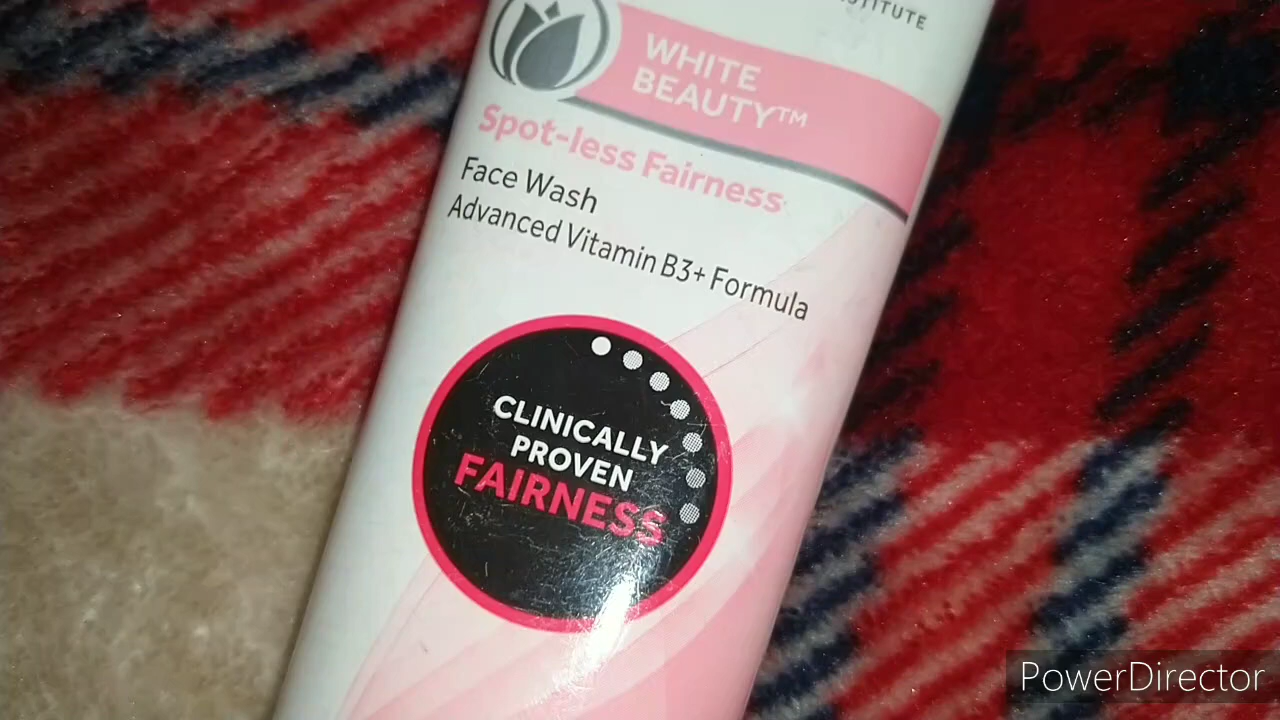 WHITE
BEAUTY™
Spot-less Fairness
Face Wash
Advanced Vitamin B3+ Formula
CLINICALLY
PROVEN
FAIRNESS
PowerDirector